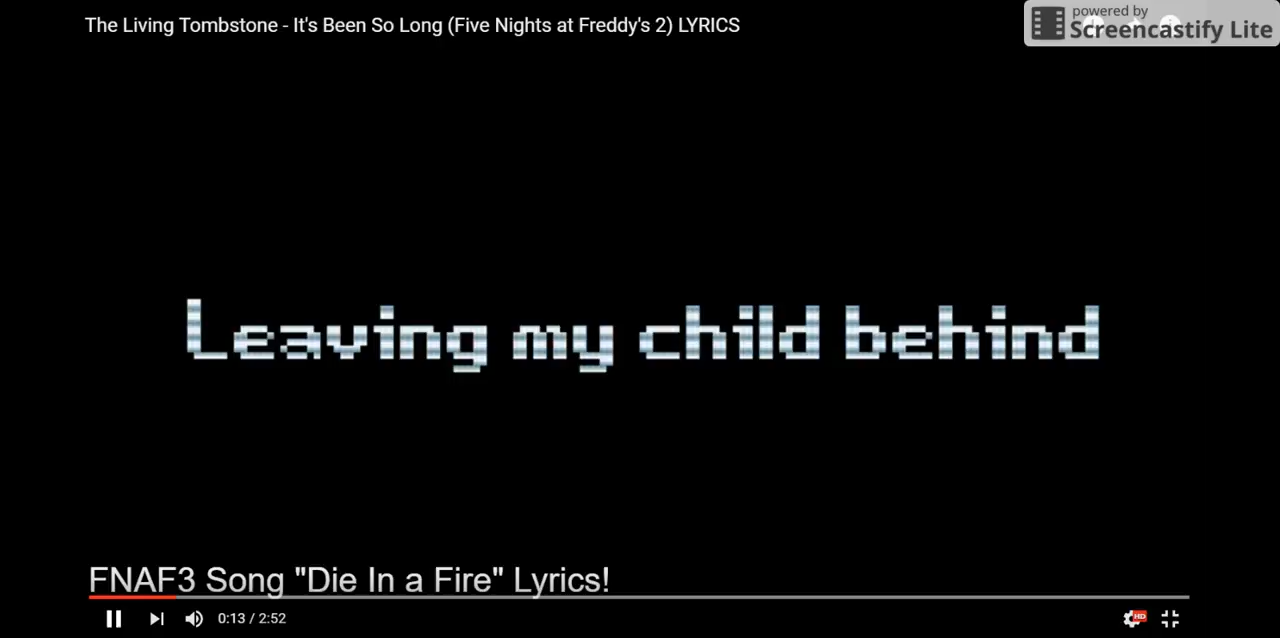 The Living Tombstone - It's Been So Long (Five Nights at Freddy's 2) LYRICS
powered by
Screencastify Lite
Leaving my child behind
FNAF3 Song "Die In a Fire" Lyrics!
0:13 / 2:52
HD